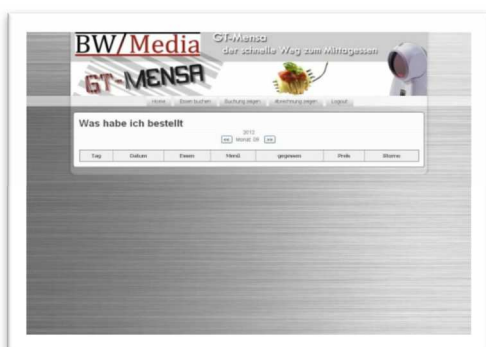 BW/Media
GT-Mensa
der schnelle Weg zum Mittagessen
GT-MENSA
Home Essen buchen Buchung zeigen Abrechnung zeigen Logout
Was habe ich bestellt
2013
<< Monat: 09 >>
Tag Datum Essen Menü gegessen Preis Storno